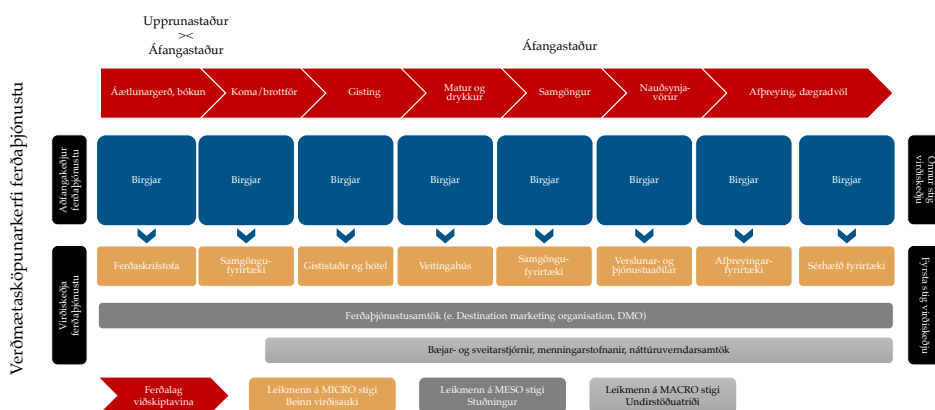 Upprunastaður
><
Áfangastaður
Áfangastaður
Verðmætasköpunarkerfi ferðaþjónustu
Áætlunargerð, bókun
Koma/brottför
Gisting
Matur og
drykkur
Samgöngur
Nauðsynja-
vörur
Afþreying, dægradvöl
Aðfangakeðjur
ferðaþjónustu
Birgjar
Birgjar
Birgjar
Birgjar
Birgjar
Birgjar
Birgjar
Birgjar
Önnur stig
virðiskeðju
Virðiskeðja
ferðaþjónustu
Ferðaskrifstofa
Samgöngu-
fyrirtæki
Gististaðir og hótel
Veitingahús
Samgöngu-
fyrirtæki
Verslunar- og
þjónustuaðilar
Afþreyingar-
fyrirtæki
Sérhæfð fyrirtæki
Fyrsta stig virðiskeðju
Ferðaþjónustusamtök (e. Destination marketing organisation, DMO)
Bæjar- og sveitarstjórnir, menningarstofnanir, náttúruverndarsamtök
Ferðalag
viðskiptavina
Leikmenn á MICRO stigi
Beinn virðisauki
Leikmenn á MESO stigi
Stuðningur
Leikmenn á MACRO stigi
Undirstöðuatriði